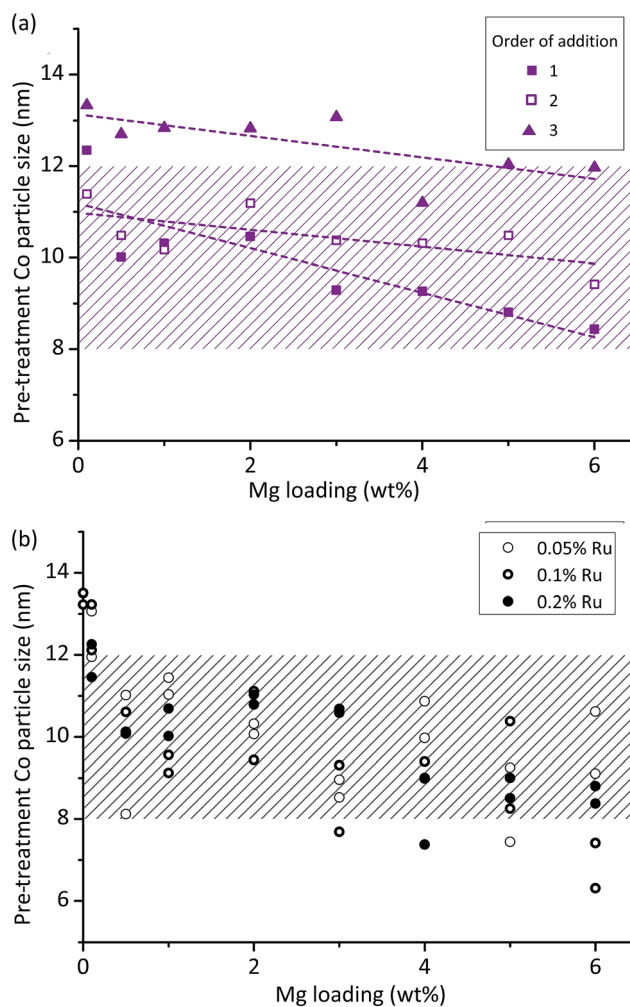 (a)
Order of addition
1
2
3
14
12
10
8
6
0
2
4
6
Pre-treatment Co particle size (nm)
Mg loading (wt%)
(b)
0.05% Ru
0.1% Ru
0.2% Ru
14
12
10
8
6
0
2
4
6
Pre-treatment Co particle size (nm)
Mg loading (wt%)